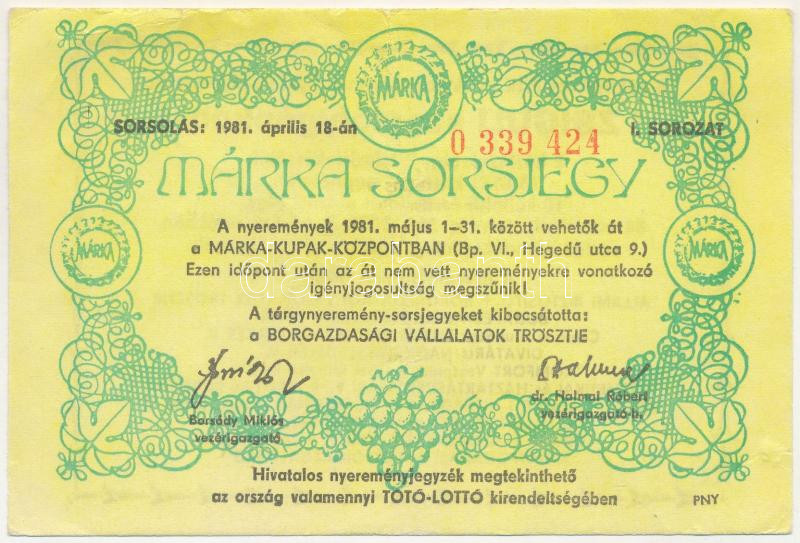 MÁRKA
SORSOLÁS: 1981. április 18-án
0 339 424
I. SOROZAT
MÁRKA SORSJEGY
A nyeremények 1981. május 1–31. között vehetők át
a MÁRKA-KUPAK-KÖZPONTBAN (Bp. VI., Hegedű utca 9.)
Ezen időpont után az át nem vett nyereményekre vonatkozó
igényjogosultság megszűnik!
MÁRKA
MÁRKA
A tárgynyeremény-sorsjegyeket kibocsátotta:
a BORGAZDASÁGI VÁLLALATOK TRÖSZTJE
Borsódy Miklós
vezérigazgató
dr. Halmai Róbert
vezérigazgató-h.
Hivatalos nyereményjegyzék megtekinthető
az ország valamennyi TOTÓ-LOTTÓ kirendeltségében
PNY